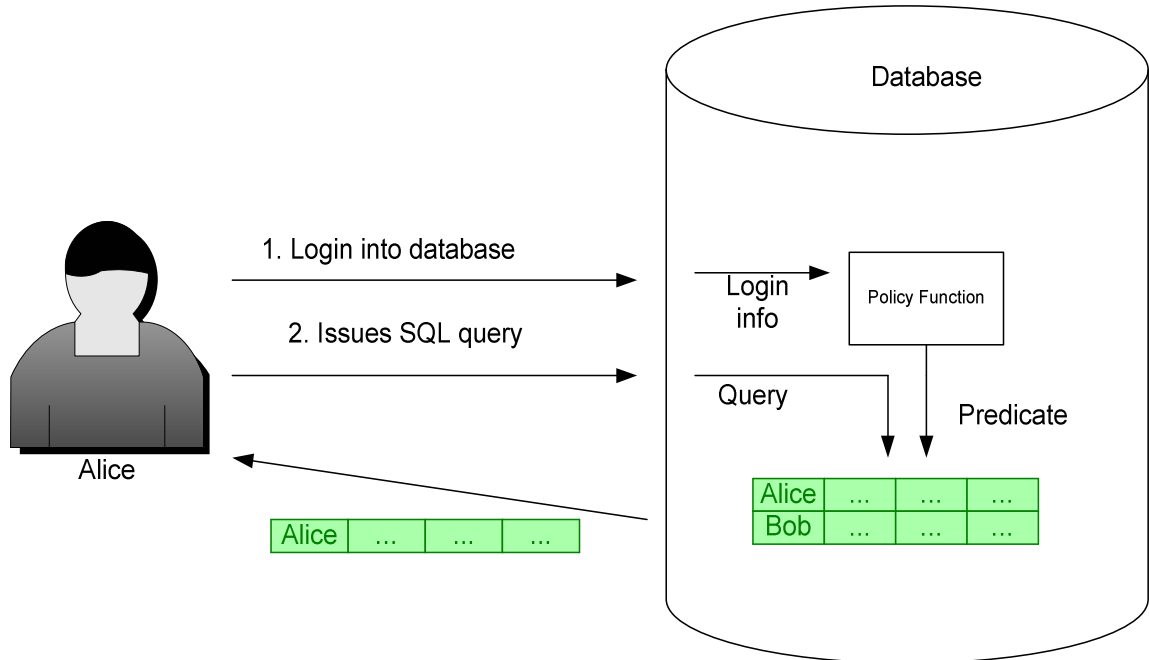 Database
1. Login into database
Login
info
Policy Function
2. Issues SQL query
Query
Predicate
Alice
Alice ... ... ...
Bob ... ... ...
Alice ... ... ...